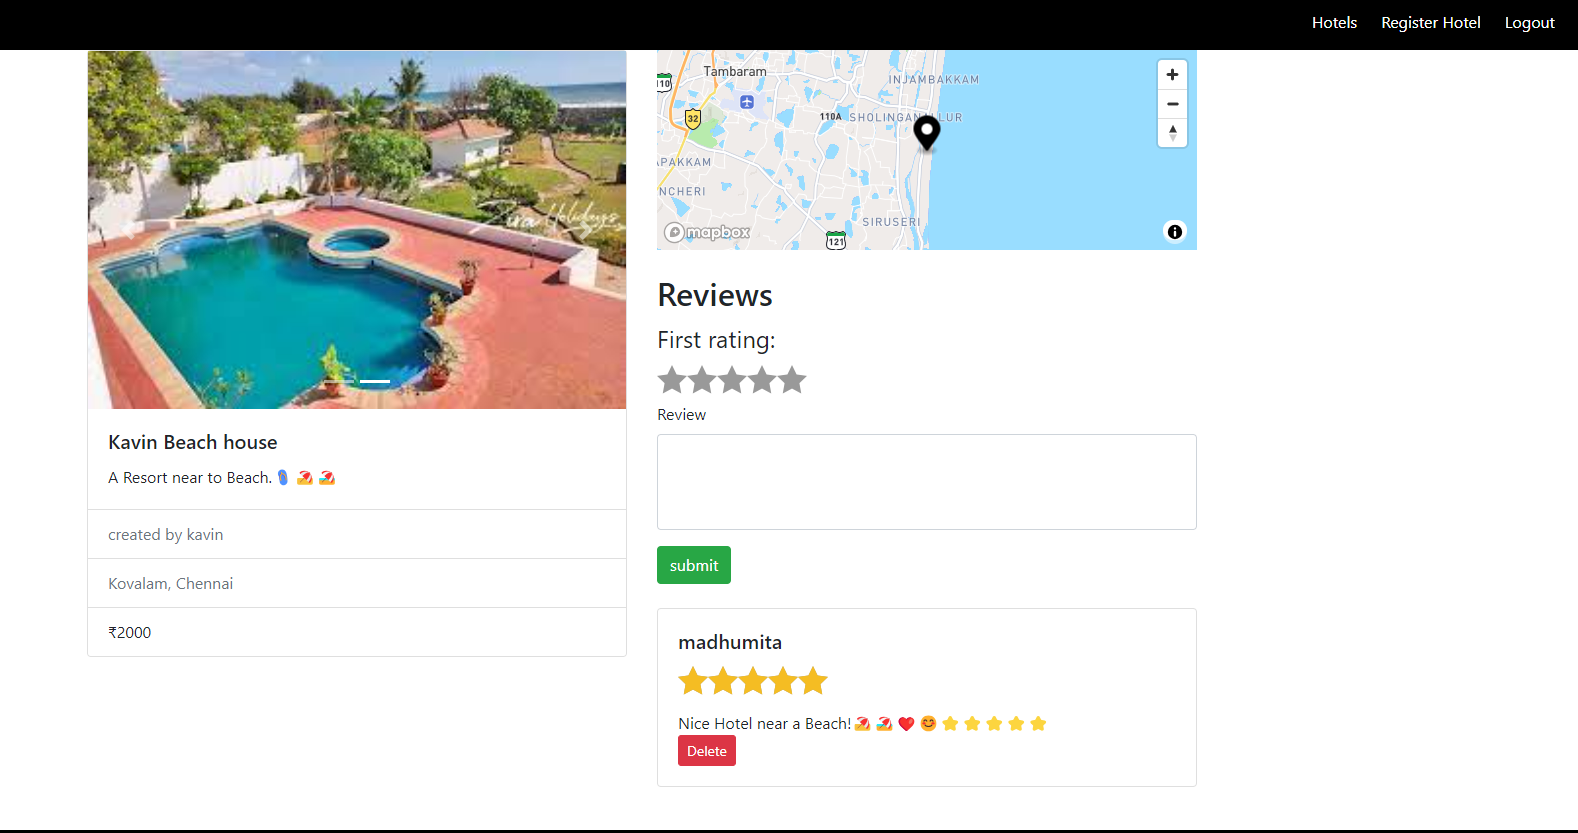 Hotels Register Hotel Logout
Zira Holidays
Kavin Beach house
A Resort near to Beach.🩴 🏖 🏖
created by kavin
Kovalam, Chennai
₹2000
Tambaram
INJAMBAKKAM
110
32
110A SHOLINGANALLUR
APAKKAM
NCHERI
SIRUSERI
121
mapbox
Reviews
First rating:
Review
submit
madhumita
Nice Hotel near a Beach!🏖 🏖 ❤ 😊 ⭐ ⭐ ⭐ ⭐ ⭐
Delete